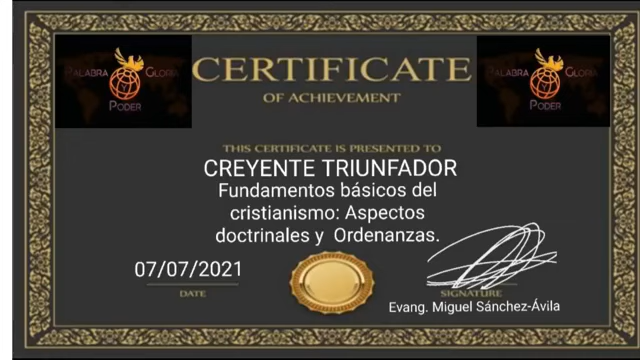 PALABRA GLORIA
PODER
CERTIFICATE
OF ACHIEVEMENT
PALABRA GLORIA
PODER
THIS CERTIFICATE IS PRESENTED TO
CREYENTE TRIUNFADOR
Fundamentos básicos del
cristianismo: Aspectos
doctrinales y Ordenanzas.
07/07/2021
DATE
SIGNATURE
Evang. Miguel Sánchez-Ávila